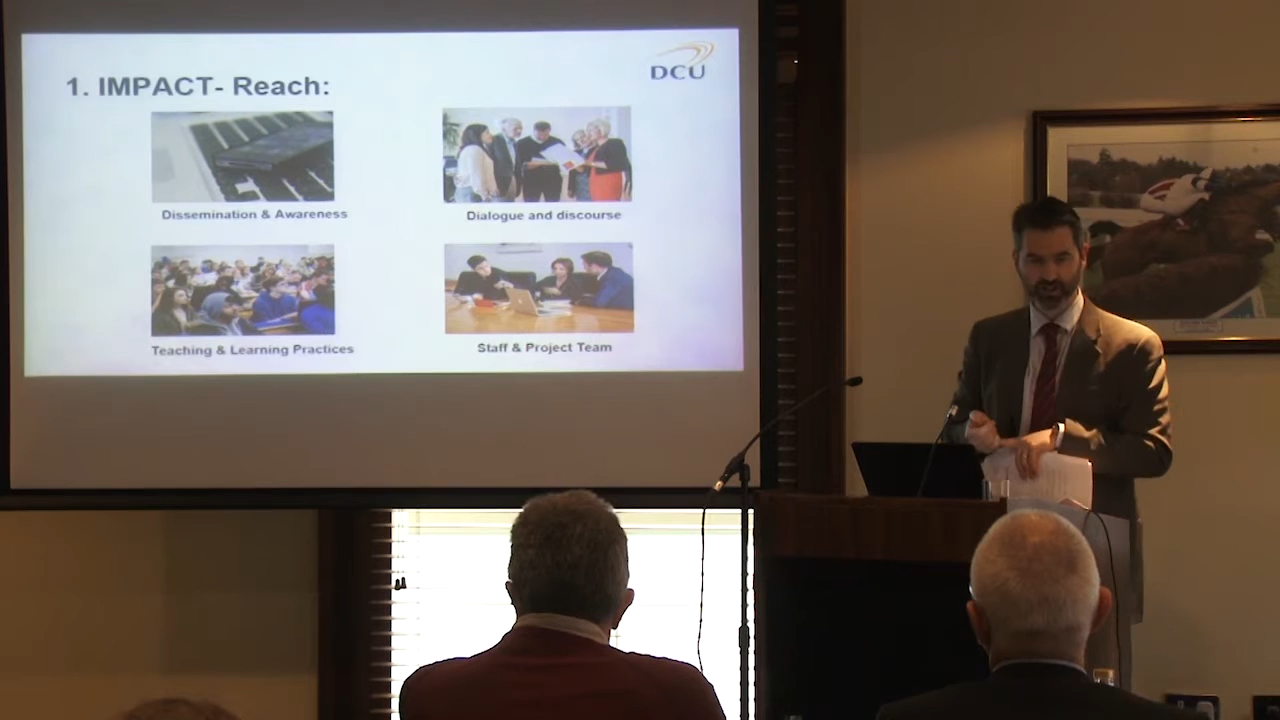 1. IMPACT- Reach:
DCU
Dissemination & Awareness
Dialogue and discourse
Teaching & Learning Practices
Staff & Project Team